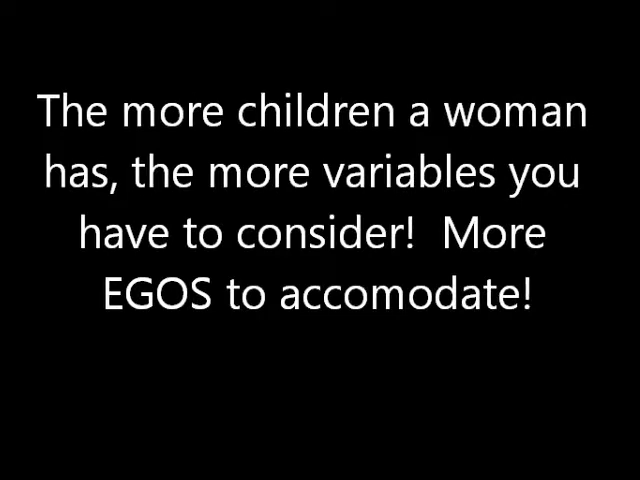 The more children a woman
has, the more variables you
have to consider!  More
EGOS to accomodate!